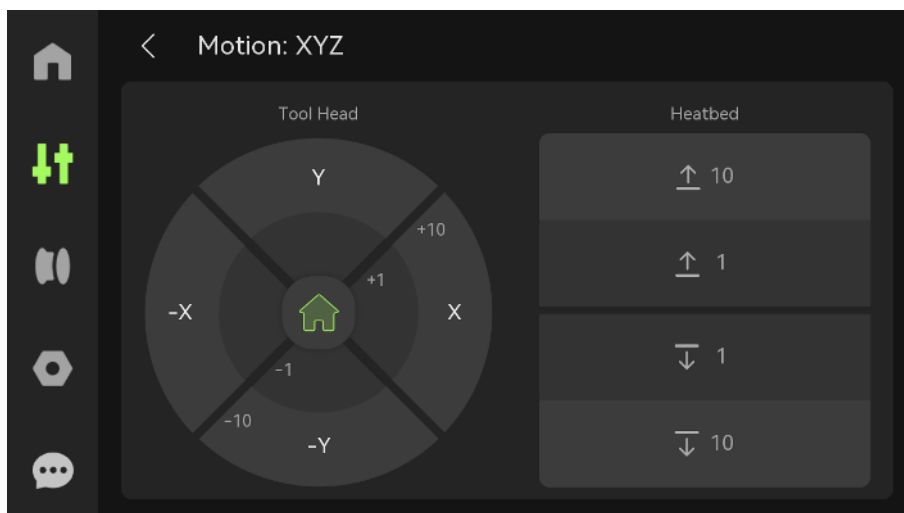 Motion: XYZ
Tool Head
Heatbed
Y
+10
+1
-X
X
-1
-10
-Y
10
1
1
10